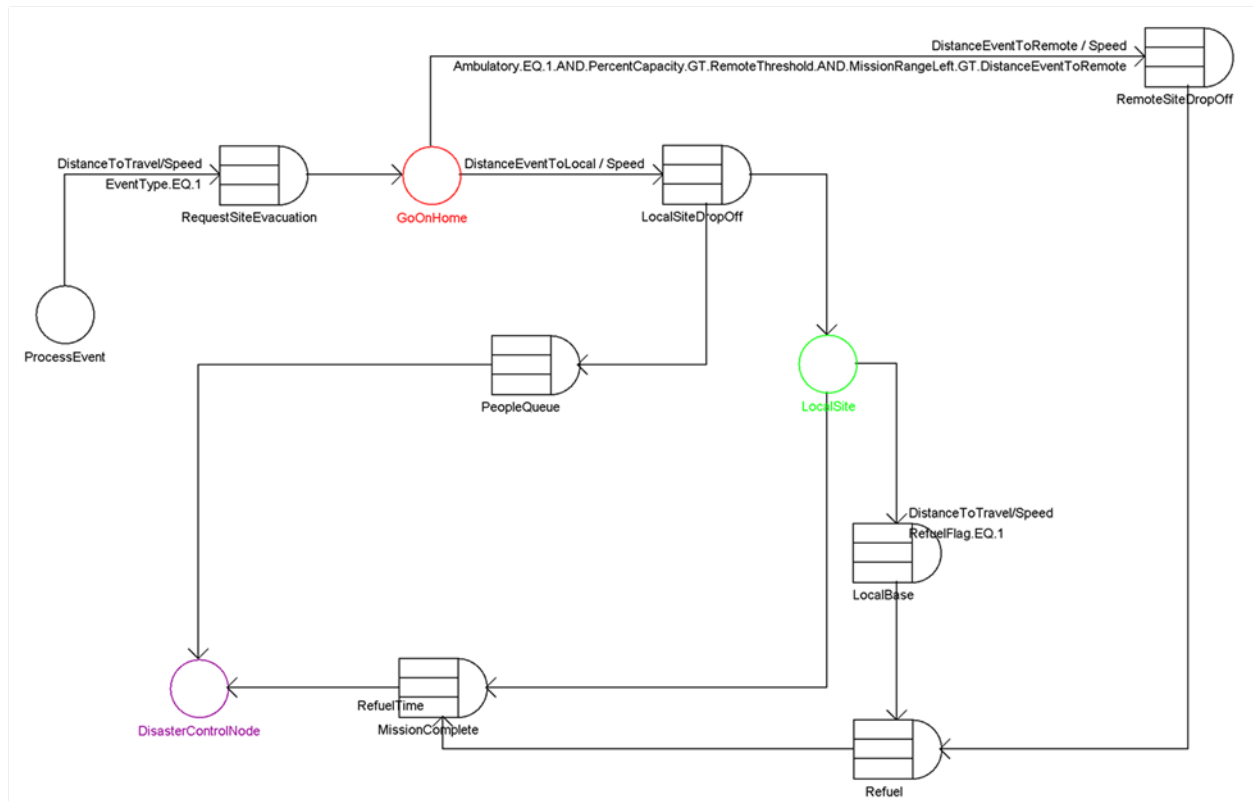 DistanceEventToRemote / Speed
Ambulatory.EQ.1.AND.PercentCapacity.GT.RemoteThreshold.AND.MissionRangeLeft.GT.DistanceEventToRemote
RemoteSiteDropOff
DistanceToTravel/Speed
EventType.EQ.1
RequestSiteEvacuation
GoOnHome
DistanceEventToLocal / Speed
LocalSiteDropOff
ProcessEvent
PeopleQueue
LocalSite
DistanceToTravel/Speed
RefuelFlag.EQ.1
LocalBase
DisasterControlNode
RefuelTime
MissionComplete
Refuel